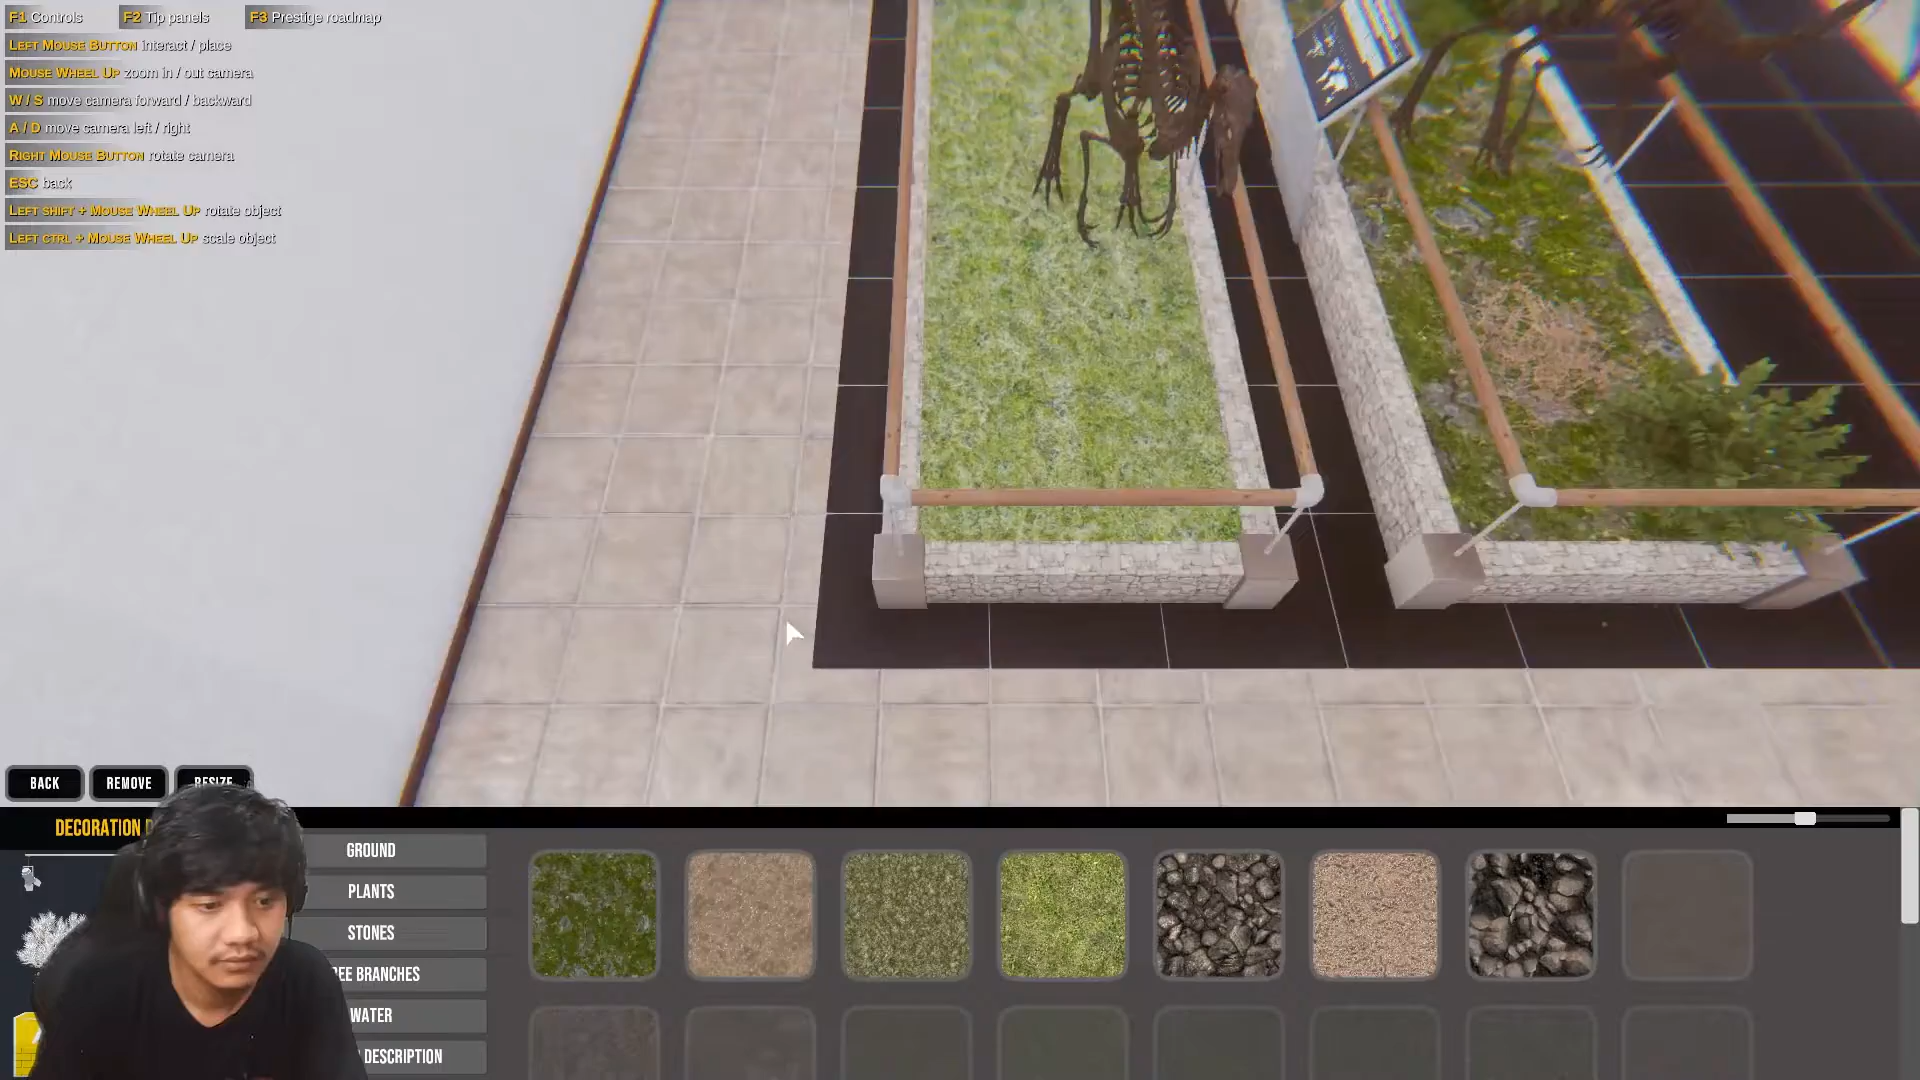 F1 Controls F2 Tip panels F3 Prestige roadmap
LEFT MOUSE BUTTON interact / place
MOUSE WHEEL UP zoom in / out camera
W / S move camera forward / backward
A / D move camera left / right
RIGHT MOUSE BUTTON rotate camera
ESC back
LEFT SHIFT + MOUSE WHEEL UP rotate object
LEFT CTRL + MOUSE WHEEL UP scale object
BACK REMOVE RESIZE
DECORATION
GROUND
PLANTS
STONES
BRANCHES
WATER
DESCRIPTION